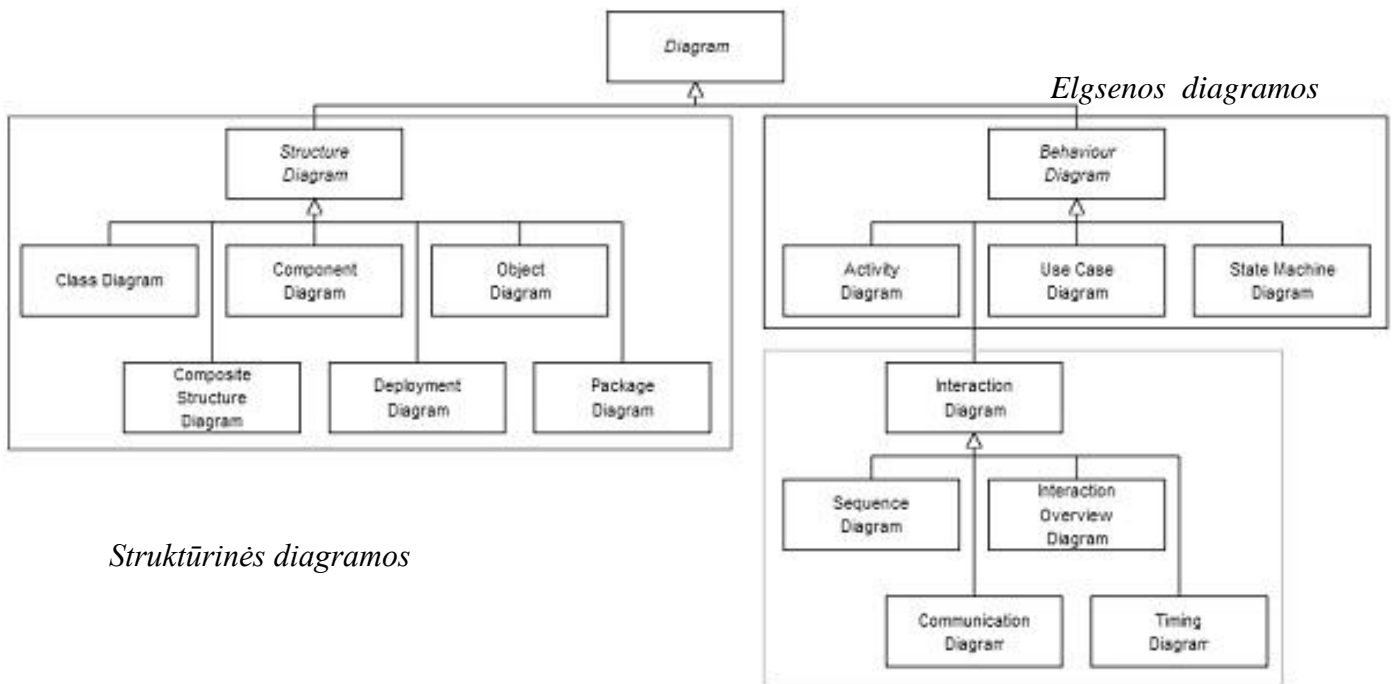 Diagram
Elgsenos diagramos
Structure
Diagram
Behaviour
Diagram
Class Diagram
Component
Diagram
Object
Diagram
Activity
Diagram
Use Case
Diagram
State Machine
Diagram
Composite
Structure
Diagram
Deployment
Diagram
Package
Diagram
Interaction
Diagram
Sequence
Diagram
Interaction
Overview
Diagram
Struktūrinės diagramos
Communication
Diagram
Timing
Diagram